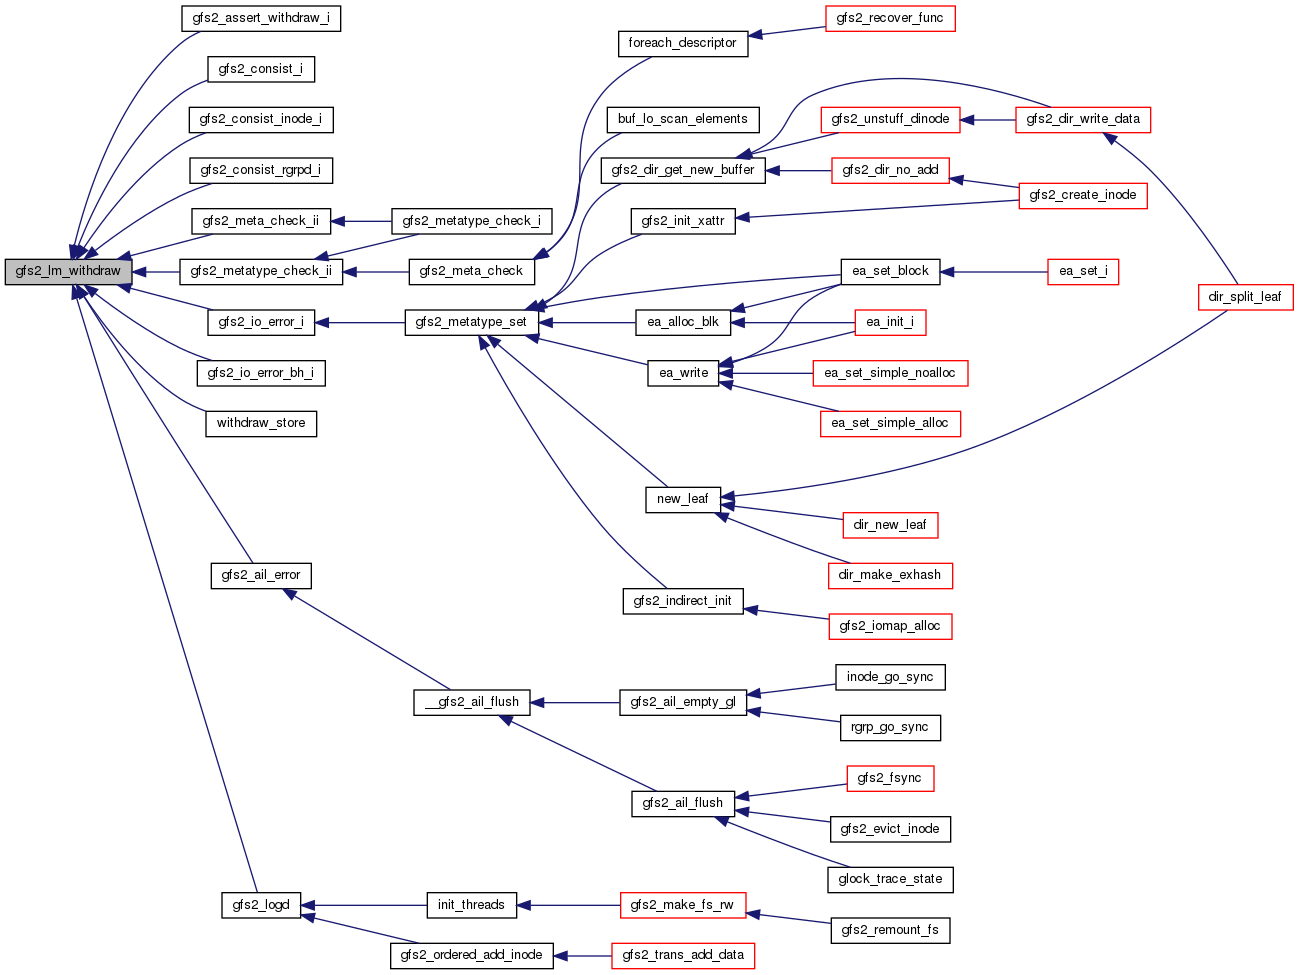 gfs2_assert_withdraw_i
gfs2_consist_i
gfs2_consist_inode_i
gfs2_consist_rgrpd_i
gfs2_meta_check_ii
gfs2_metatype_check_i
gfs2_lm_withdraw
gfs2_metatype_check_ii
gfs2_meta_check
gfs2_io_error_i
gfs2_metatype_set
gfs2_io_error_bh_i
withdraw_store
gfs2_ail_error
__gfs2_ail_flush
gfs2_logd
init_threads
gfs2_ordered_add_inode
foreach_descriptor
gfs2_recover_func
buf_lo_scan_elements
gfs2_unstuff_dinode
gfs2_dir_write_data
gfs2_dir_get_new_buffer
gfs2_dir_no_add
gfs2_create_inode
gfs2_init_xattr
ea_set_block
ea_set_i
dir_split_leaf
ea_alloc_blk
ea_init_i
ea_write
ea_set_simple_noalloc
ea_set_simple_alloc
new_leaf
dir_new_leaf
dir_make_exhash
gfs2_indirect_init
gfs2_iomap_alloc
inode_go_sync
gfs2_ail_empty_gl
rgrp_go_sync
gfs2_fsync
gfs2_ail_flush
gfs2_evict_inode
glock_trace_state
gfs2_make_fs_rw
gfs2_remount_fs
gfs2_trans_add_data